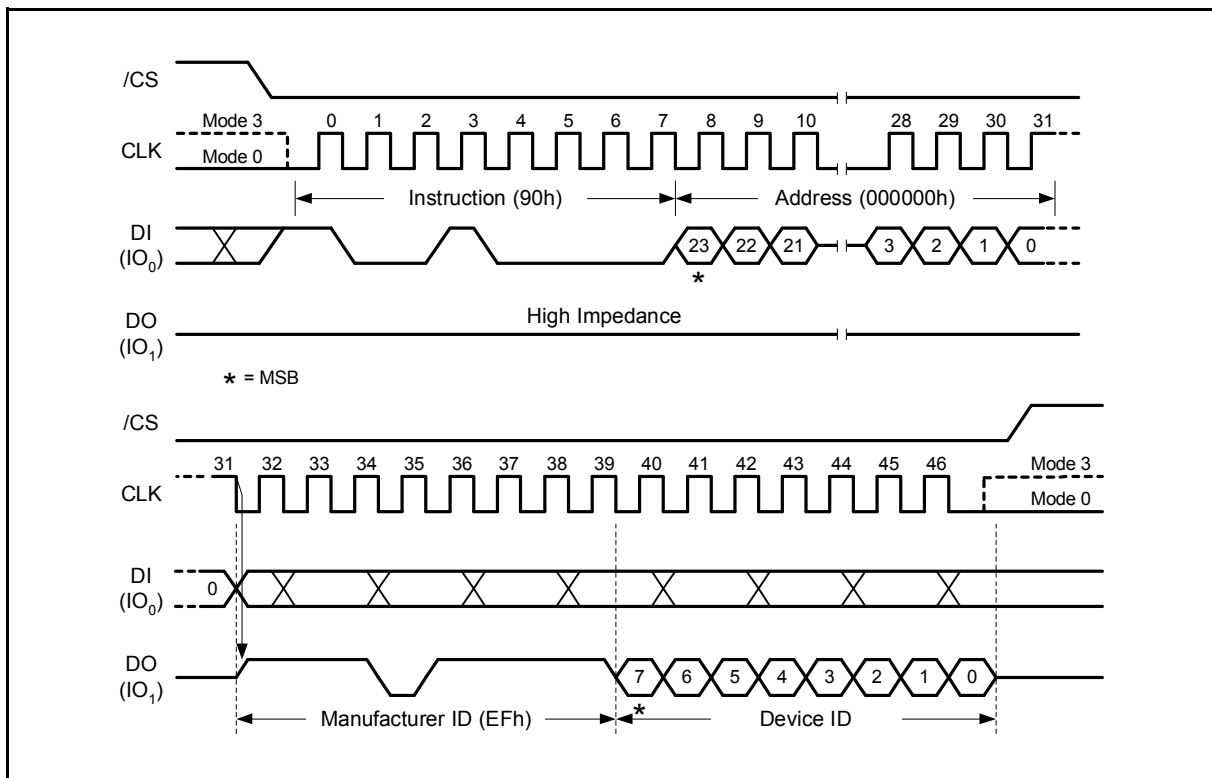 /CS
Mode 3 0 1 2 3 4 5 6 7 8 9 10 28 29 30 31
CLK
Mode 0
Instruction (90h) Address (000000h)
DI
(IO0) 23 22 21 3 2 1 0
*
High Impedance
DO
(IO1)
* = MSB
/CS
31 32 33 34 35 36 37 38 39 40 41 42 43 44 45 46 Mode 3
CLK
Mode 0
DI
(IO0) 0
DO
(IO1) 7 6 5 4 3 2 1 0
*
Manufacturer ID (EFh) Device ID